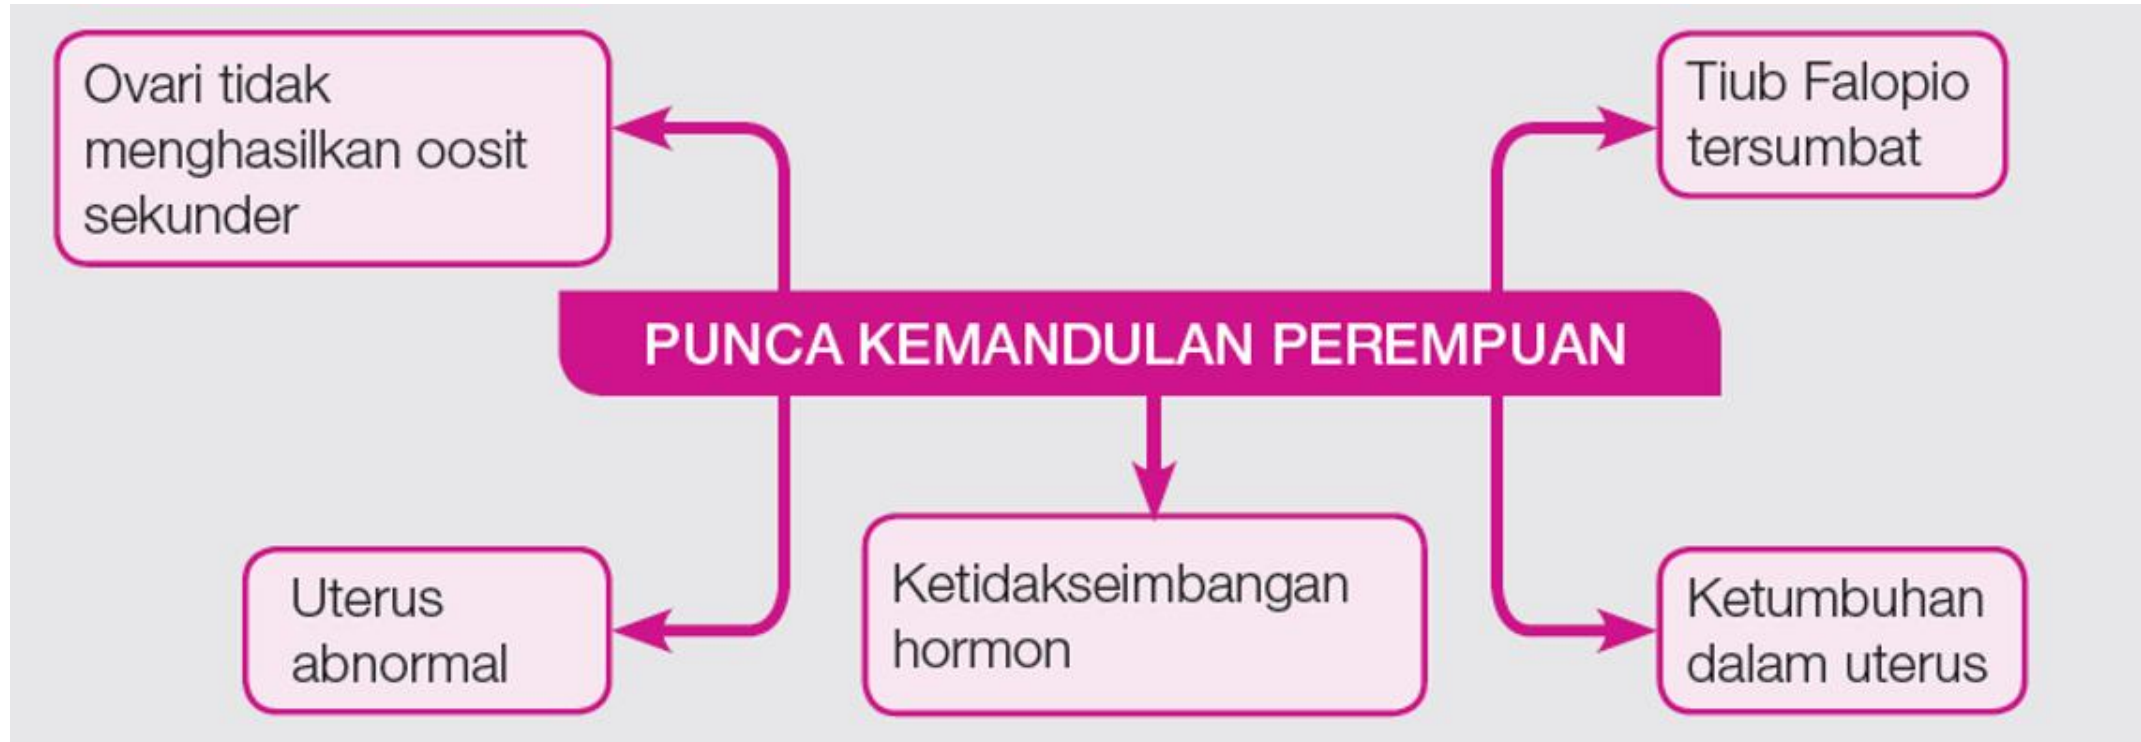 Ovari tidak
menghasilkan oosit
sekunder
Tiub Falopio
tersumbat
PUNCA KEMANDULAN PEREMPUAN
Uterus
abnormal
Ketidakseimbangan
hormon
Ketumbuhan
dalam uterus